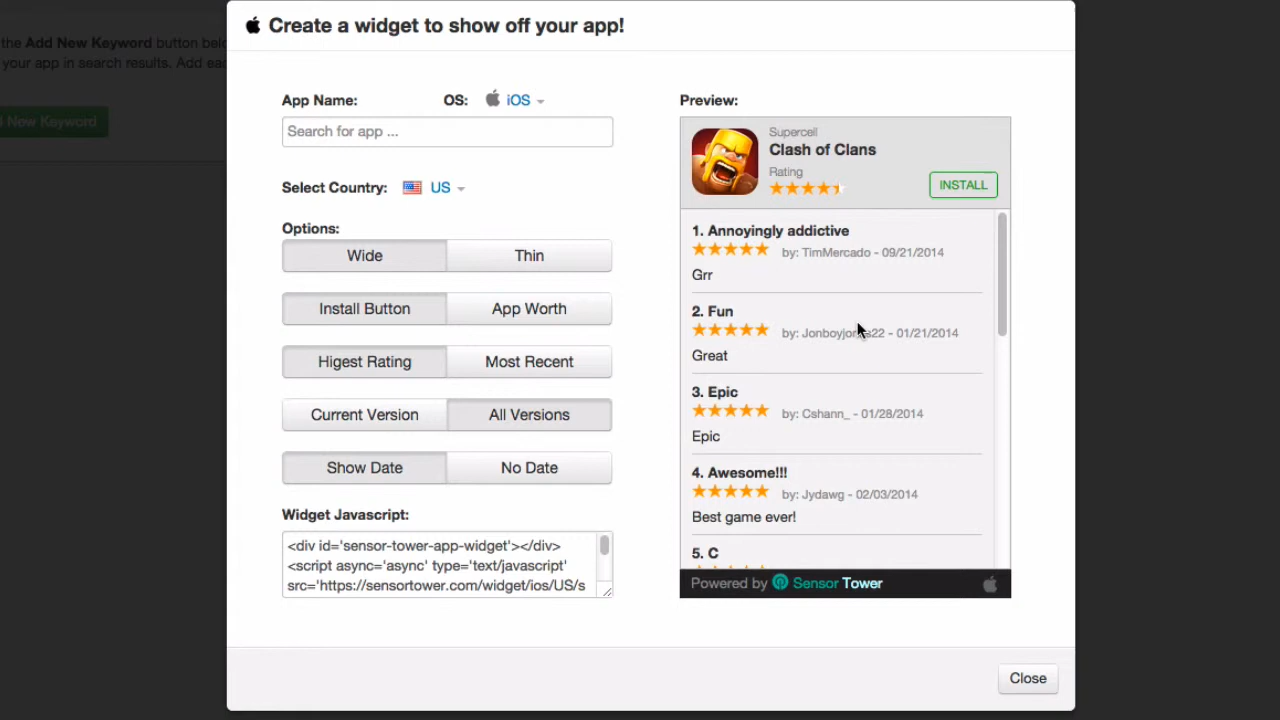 Create a widget to show off your app!
the Add New Keyword button bel
your app in search results. Add eac
New Keyword
App Name:
OS: iOS
Search for app ...
Select Country: US
Options:
Wide
Thin
Install Button
App Worth
Higest Rating
Most Recent
Current Version
All Versions
Show Date
No Date
Widget Javascript:
<div id='sensor-tower-app-widget'></div>
<script async='async' type='text/javascript'
src='https://sensortower.com/widget/ios/US/s
Preview:
Supercell
Clash of Clans
Rating
INSTALL
1. Annoyingly addictive
by: TimMercado - 09/21/2014
Grr
2. Fun
by: - 01/21/2014
Great
3. Epic
by: Cshann_ - 01/28/2014
Epic
4. Awesome!!!
by: Jydawg - 02/03/2014
Best game ever!
5. C
Powered by Sensor Tower
Close